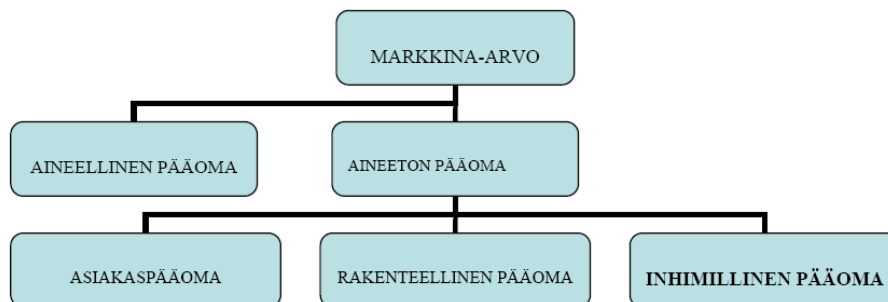 MARKKINA-ARVO
AINEELLINEN PÄÄOMA
AINEETON PÄÄOMA
ASIAKASPÄÄOMA
RAKENTEELLINEN PÄÄOMA
INHIMILLINEN PÄÄOMA